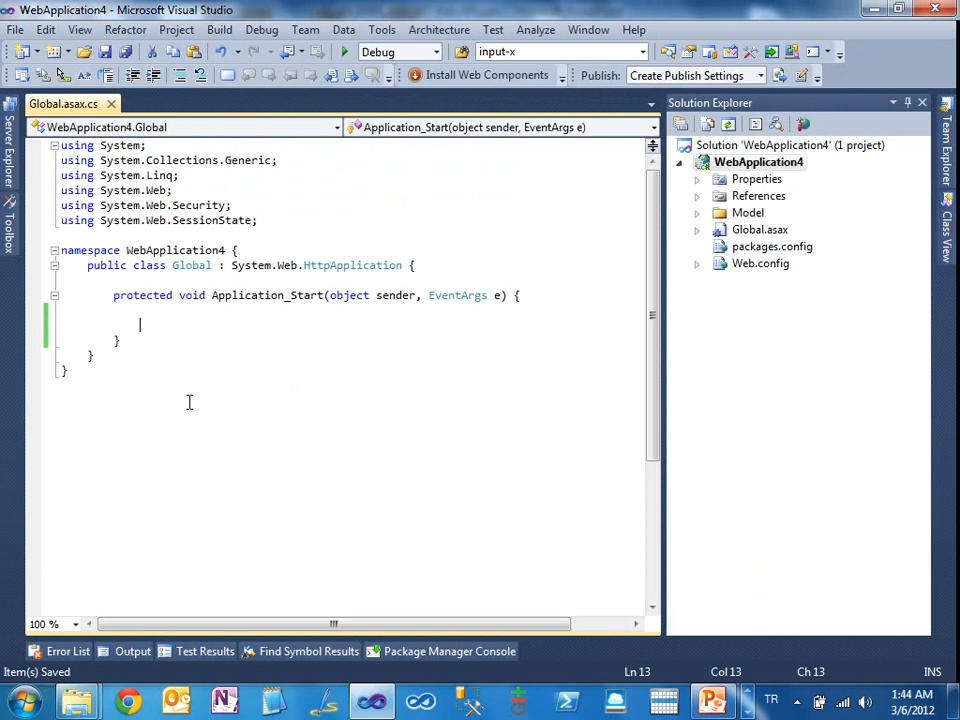 WebApplication4 - Microsoft Visual Studio
File Edit View Refactor Project Build Debug Team Data Tools Architecture Test Analyze Window Help
Debug input-x
Install Web Components Publish: Create Publish Settings
Global.asax.cs
WebApplication4.Global Application_Start(object sender, EventArgs e)
using System;
using System.Collections.Generic;
using System.Linq;
using System.Web;
using System.Web.Security;
using System.Web.SessionState;
namespace WebApplication4 {
public class Global : System.Web.HttpApplication {
protected void Application_Start(object sender, EventArgs e) {
}
}
}
100 %
Server Explorer
Toolbox
Solution Explorer
Solution 'WebApplication4' (1 project)
WebApplication4
Properties
References
Model
Global.asax
packages.config
Web.config
Team Explorer
Class View
Error List Output Test Results Find Symbol Results Package Manager Console
Item(s) Saved Ln 13 Col 13 Ch 13 INS
TR 1:44 AM
3/6/2012